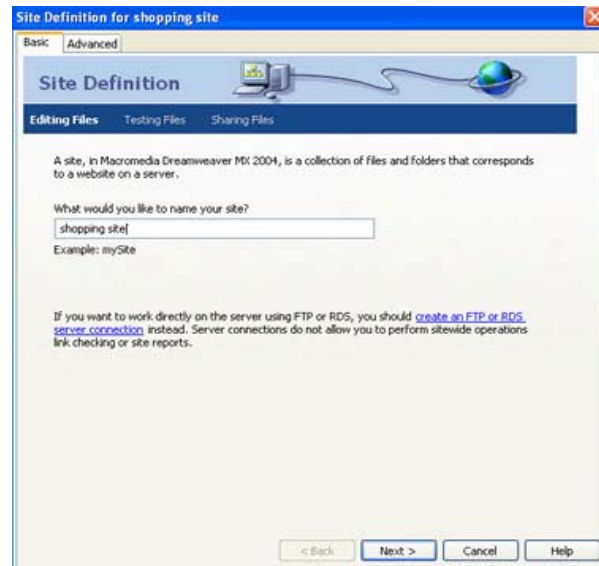 Site Definition for shopping site
Basic Advanced
Site Definition
Editing Files Testing Files Sharing Files
A site, in Macromedia Dreamweaver MX 2004, is a collection of files and folders that corresponds
to a website on a server.
What would you like to name your site?
shopping site
Example: mySite
If you want to work directly on the server using FTP or RDS, you should create an FTP or RDS
server connection instead. Server connections do not allow you to perform sitewide operations
link checking or site reports.
< Back Next > Cancel Help